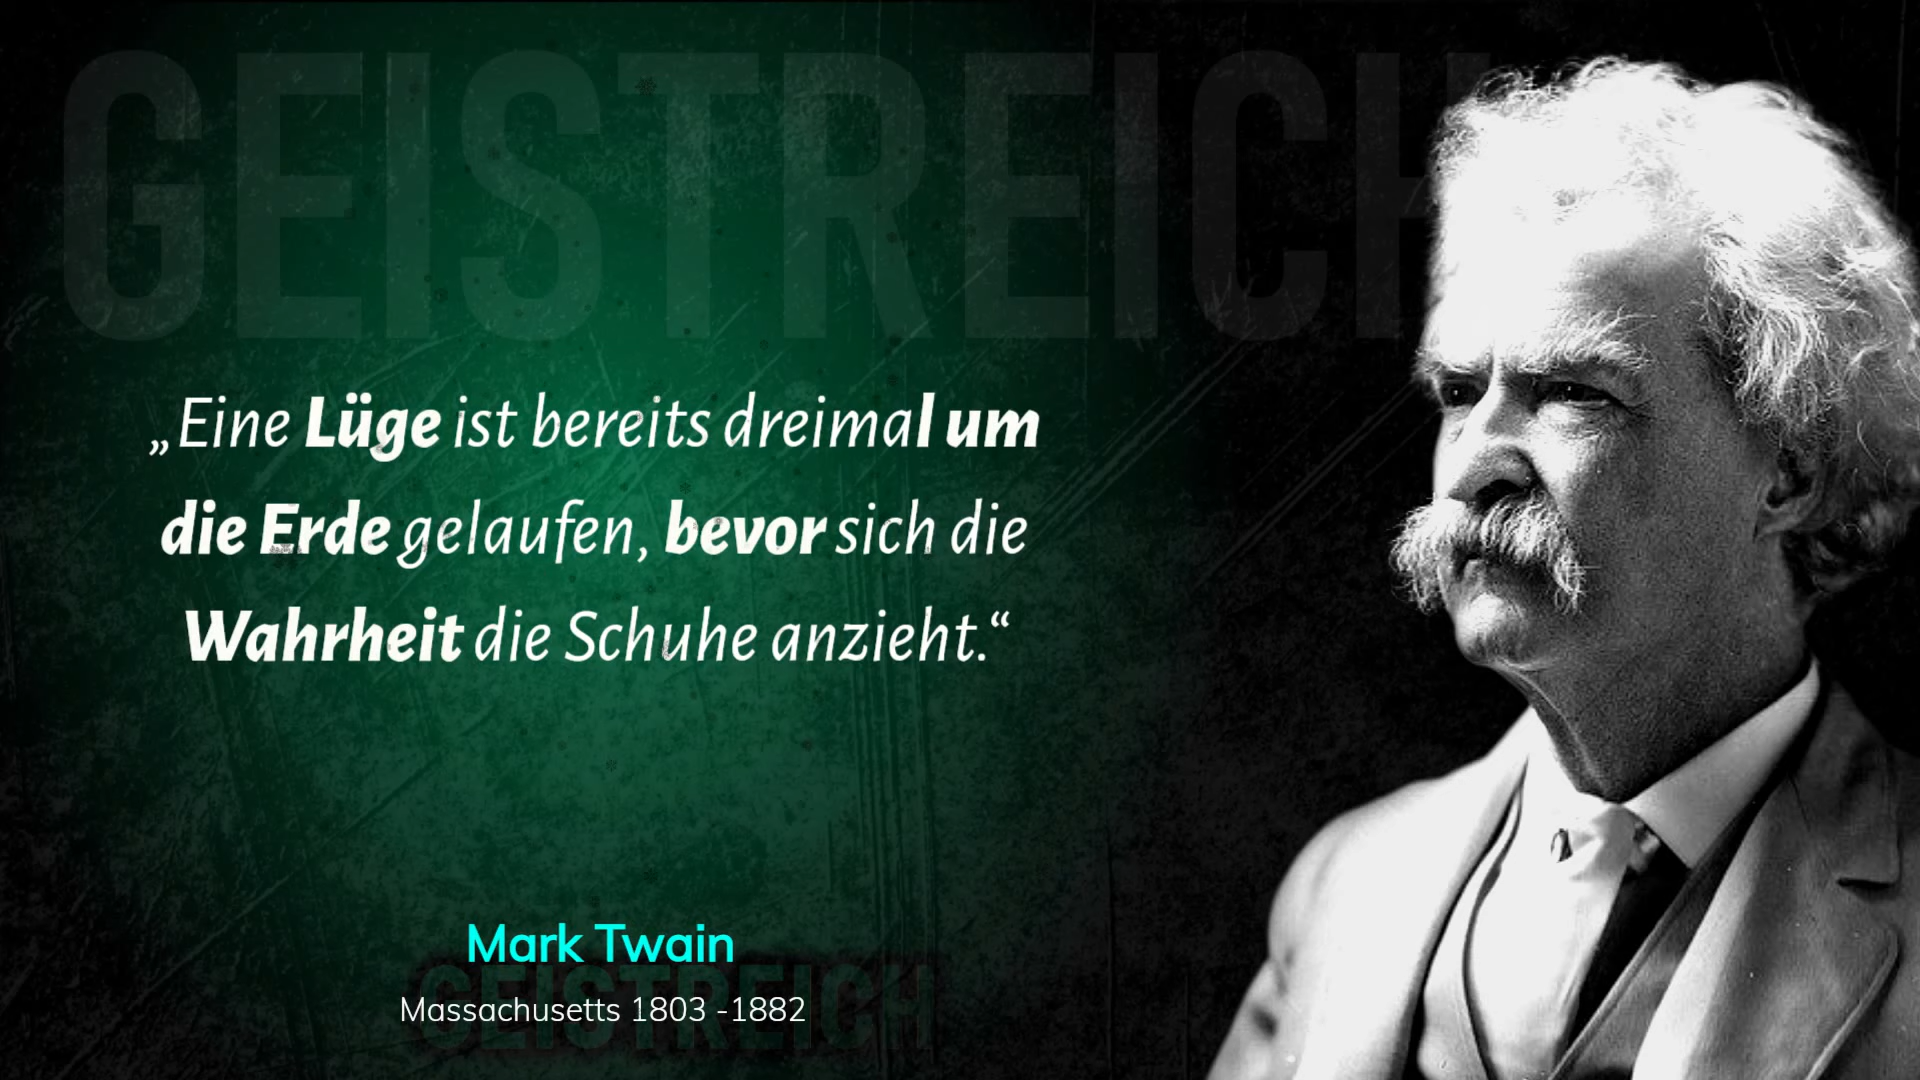 GEISTREICH
„Eine Lüge ist bereits dreimal um
die Erde gelaufen, bevor sich die
Wahrheit die Schuhe anzieht.“
Mark Twain
GEISTREICH
Massachusetts 1803 -1882